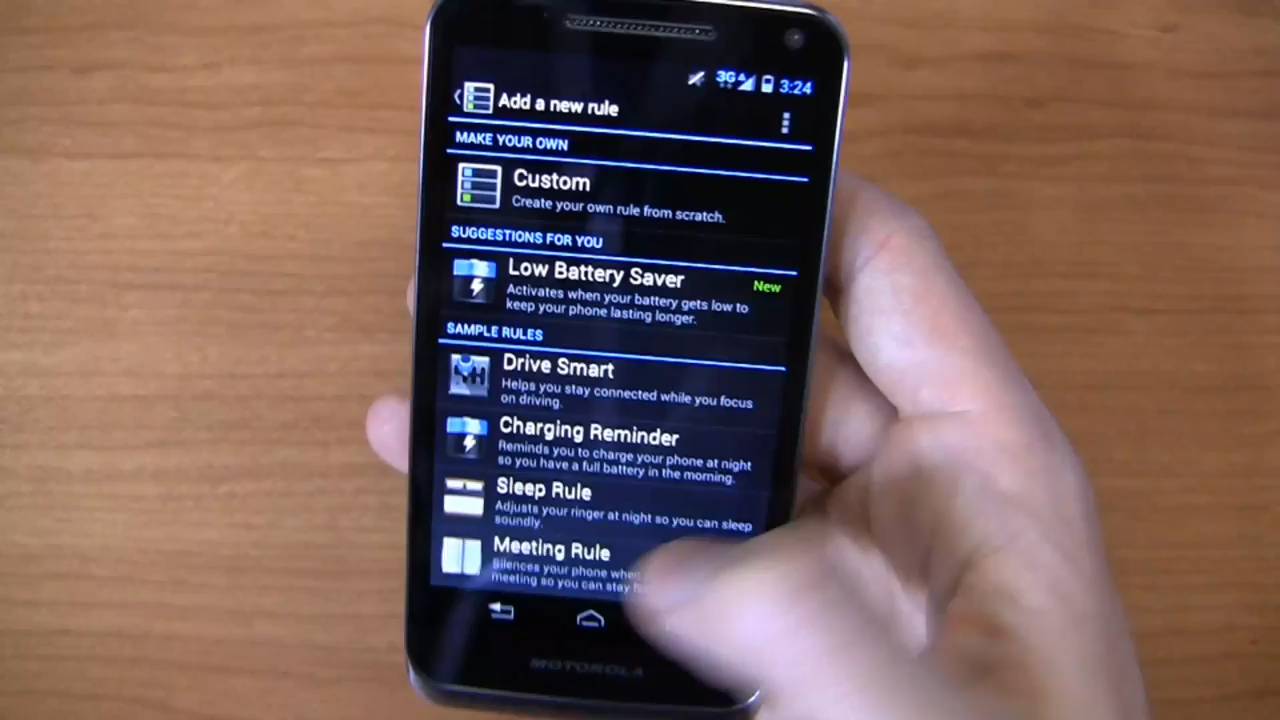 3G 3:24
Add a new rule
MAKE YOUR OWN
Custom
Create your own rule from scratch.
SUGGESTIONS FOR YOU
Low Battery Saver
New
Activates when your battery gets low to
keep your phone lasting longer.
SAMPLE RULES
Drive Smart
Helps you stay connected while you focus
on driving.
Charging Reminder
Reminds you to charge your phone at night
so you have a full battery in the morning.
Sleep Rule
Adjusts your ringer at night so you can sleep
soundly.
Meeting Rule
Silences your phone when
meeting so you can stay
MOTOROLA